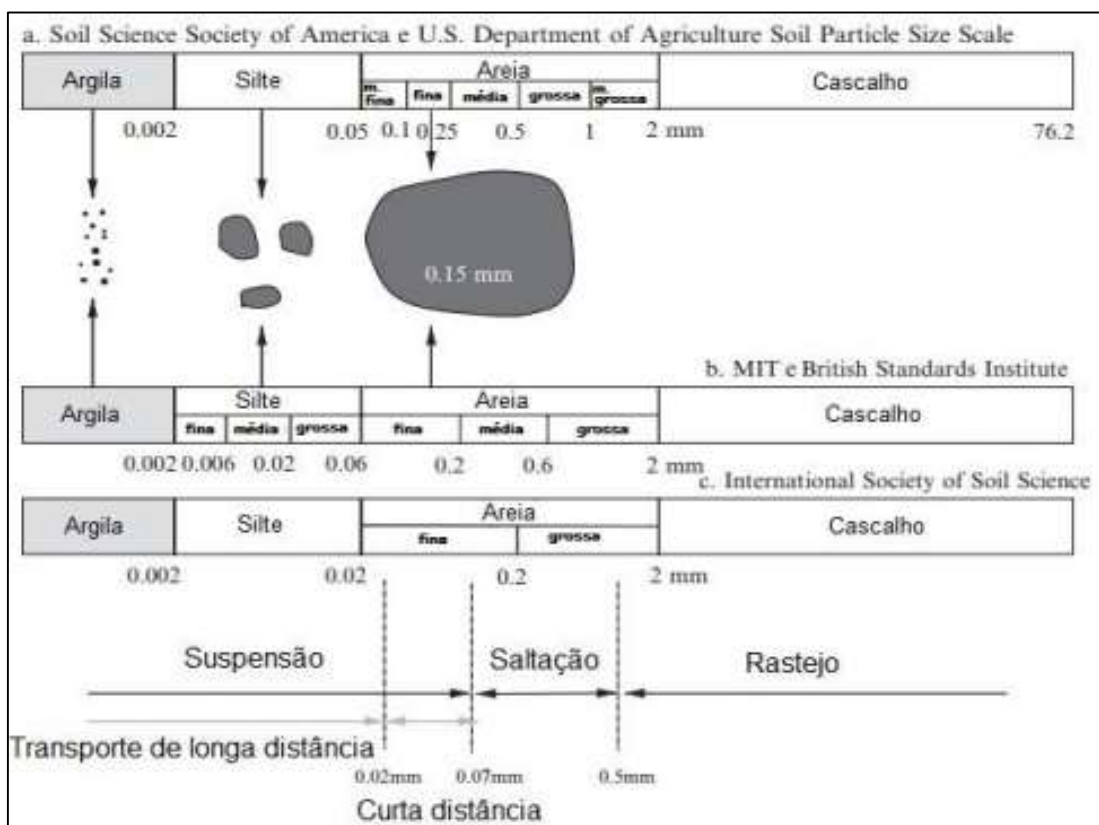 a. Soil Science Society of America e U.S. Department of Agriculture Soil Particle Size Scale
Argila Silte Areia Cascalho
m. fina fina média grossa m. grossa
0.002 0.05 0.1 0.25 0.5 1 2 mm 76.2
0.15 mm
b. MIT e British Standards Institute
Argila Silte Areia Cascalho
fina média grossa fina média grossa
0.002 0.006 0.02 0.06 0.2 0.6 2 mm
c. International Society of Soil Science
Argila Silte Areia Cascalho
fina grossa
0.002 0.02 0.2 2 mm
Suspensão Saltação Rastejo
Transporte de longa distância
0.02mm 0.07mm 0.5mm
Curta distância